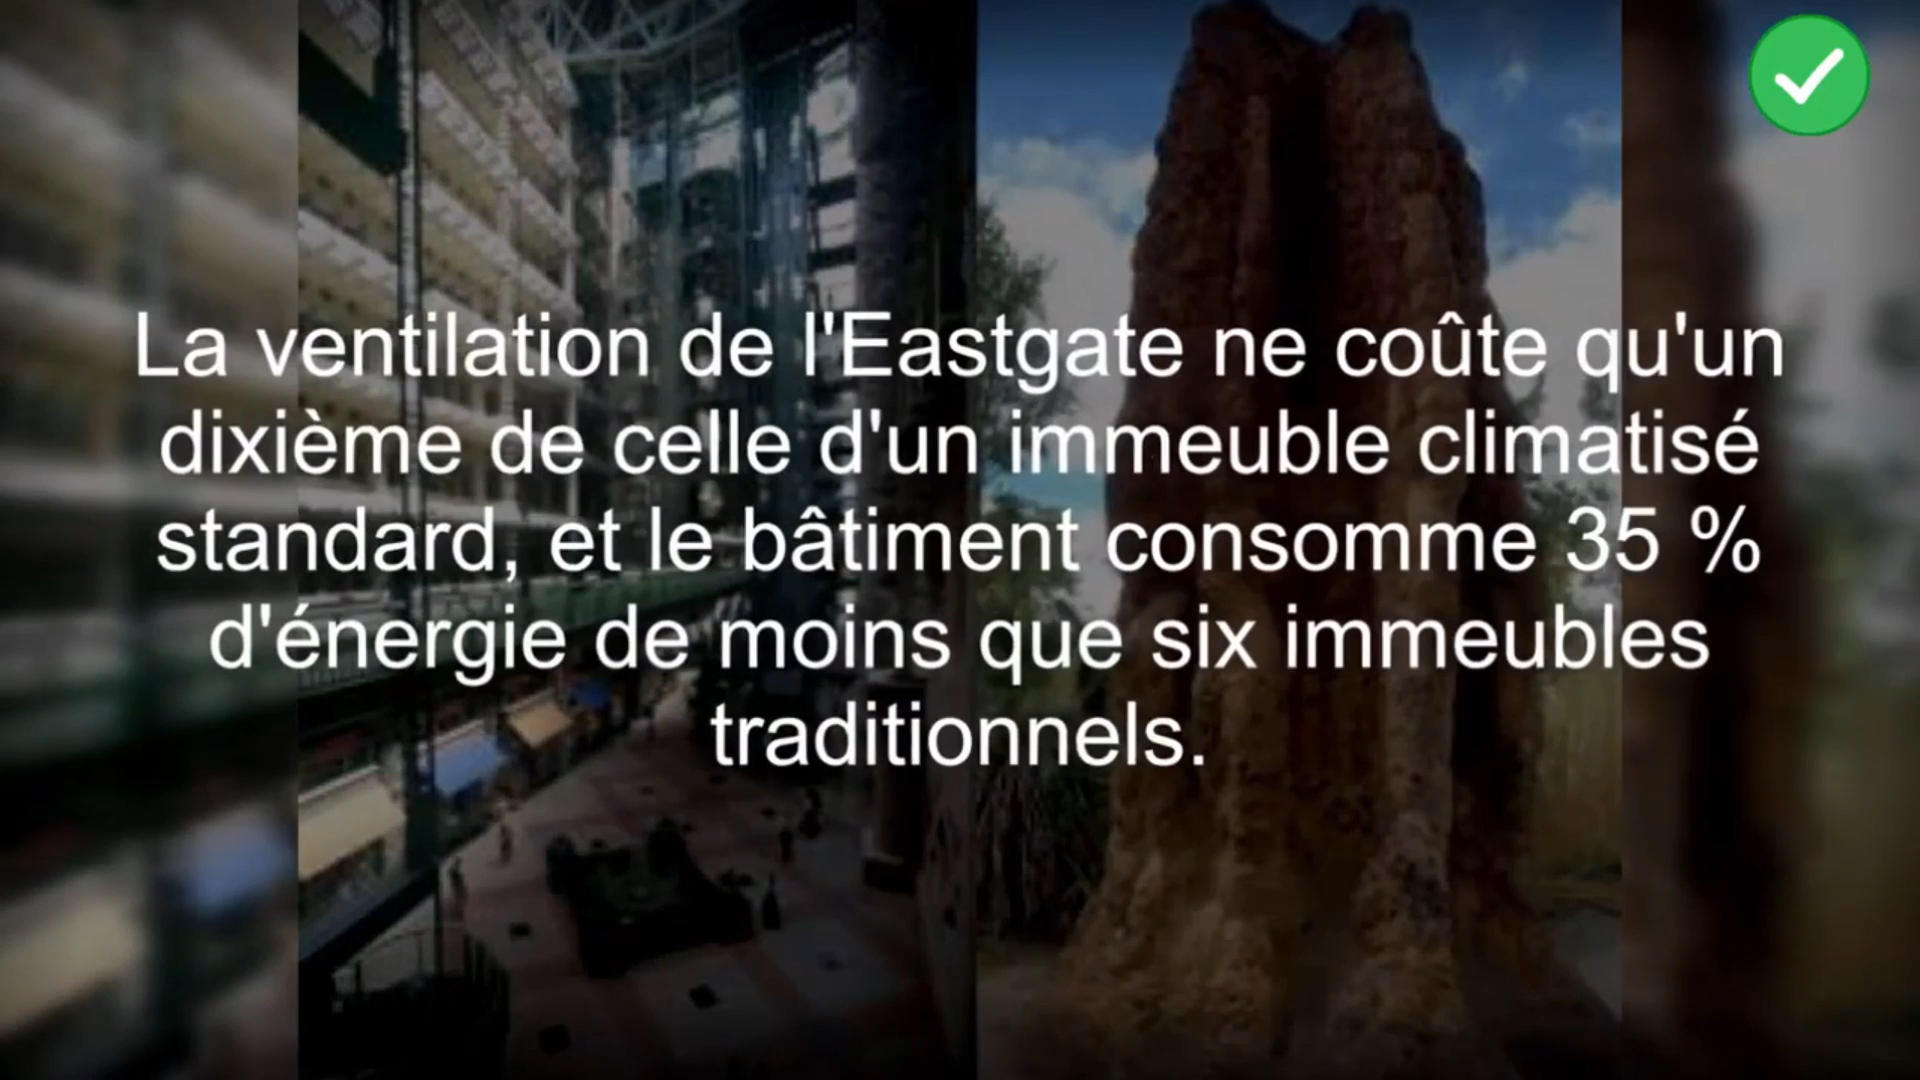 La ventilation de l'Eastgate ne coûte qu'un
dixième de celle d'un immeuble climatisé
standard, et le bâtiment consomme 35 %
d'énergie de moins que six immeubles
traditionnels.